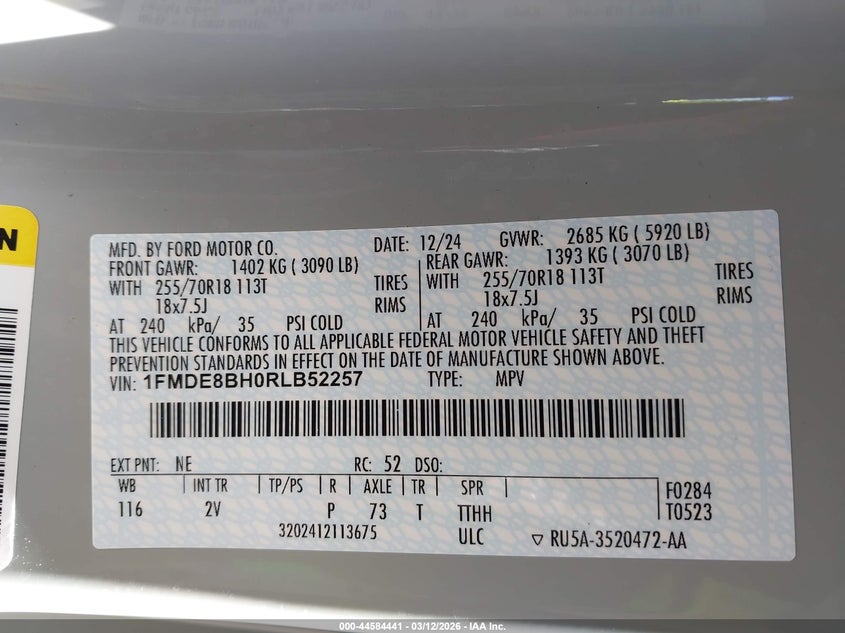 N
MFD. BY FORD MOTOR CO. DATE: 12/24 GVWR: 2685 KG ( 5920 LB)
FRONT GAWR: 1402 KG ( 3090 LB) REAR GAWR: 1393 KG ( 3070 LB)
WITH 255/70R18 113T TIRES WITH 255/70R18 113T TIRES
18x7.5J RIMS 18x7.5J RIMS
AT 240 kPa/ 35 PSI COLD AT 240 kPa/ 35 PSI COLD
THIS VEHICLE CONFORMS TO ALL APPLICABLE FEDERAL MOTOR VEHICLE SAFETY AND THEFT
PREVENTION STANDARDS IN EFFECT ON THE DATE OF MANUFACTURE SHOWN ABOVE.
VIN: 1FMDE8BH0RLB52257 TYPE: MPV
EXT PNT: NE RC: 52 DSO:
WB INT TR TP/PS R AXLE TR SPR F0284
116 2V P 73 T TTHH T0523
3202412113675 ULC ▽ RU5A-3520472-AA
000-44584441 - 03/12/2026 - IAA Inc.